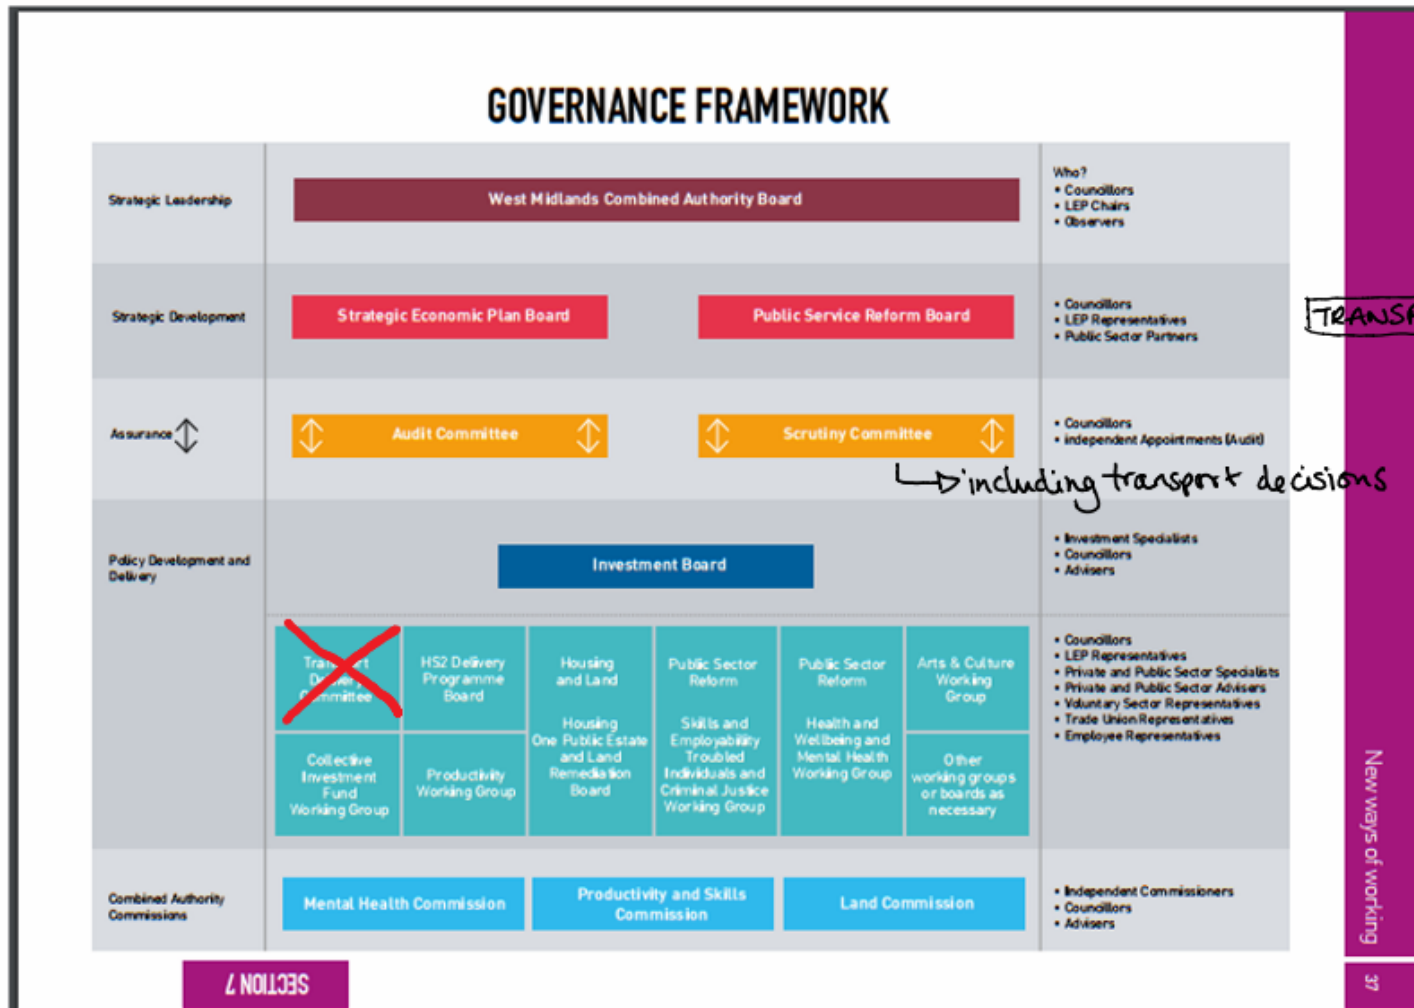 GOVERNANCE FRAMEWORK
Strategic Leadership
West Midlands Combined Authority Board
Who?
• Councillors
• LEP Chairs
• Observers
Strategic Development
Strategic Economic Plan Board
Public Service Reform Board
• Councillors
• LEP Representatives
• Public Sector Partners
TRANSP
Assurance
Audit Committee
Scrutiny Committee
• Councillors
• independent Appointments (Audit)
including transport decisions
Policy Development and
Delivery
Investment Board
• Investment Specialists
• Councillors
• Advisers
Transport
Delivery
Committee
HS2 Delivery
Programme
Board
Housing
and Land
Housing
One Public Estate
and Land
Remediation
Board
Public Sector
Reform
Skills and
Employability
Troubled
Individuals and
Criminal Justice
Working Group
Public Sector
Reform
Health and
Wellbeing and
Mental Health
Working Group
Arts & Culture
Working
Group
Collective
Investment
Fund
Working Group
Productivity
Working Group
Other
working groups
or boards as
necessary
• Councillors
• LEP Representatives
• Private and Public Sector Specialists
• Private and Public Sector Advisers
• Voluntary Sector Representatives
• Trade Union Representatives
• Employee Representatives
Combined Authority
Commissions
Mental Health Commission
Productivity and Skills
Commission
Land Commission
• Independent Commissioners
• Councillors
• Advisers
SECTION 7
New ways of working
37